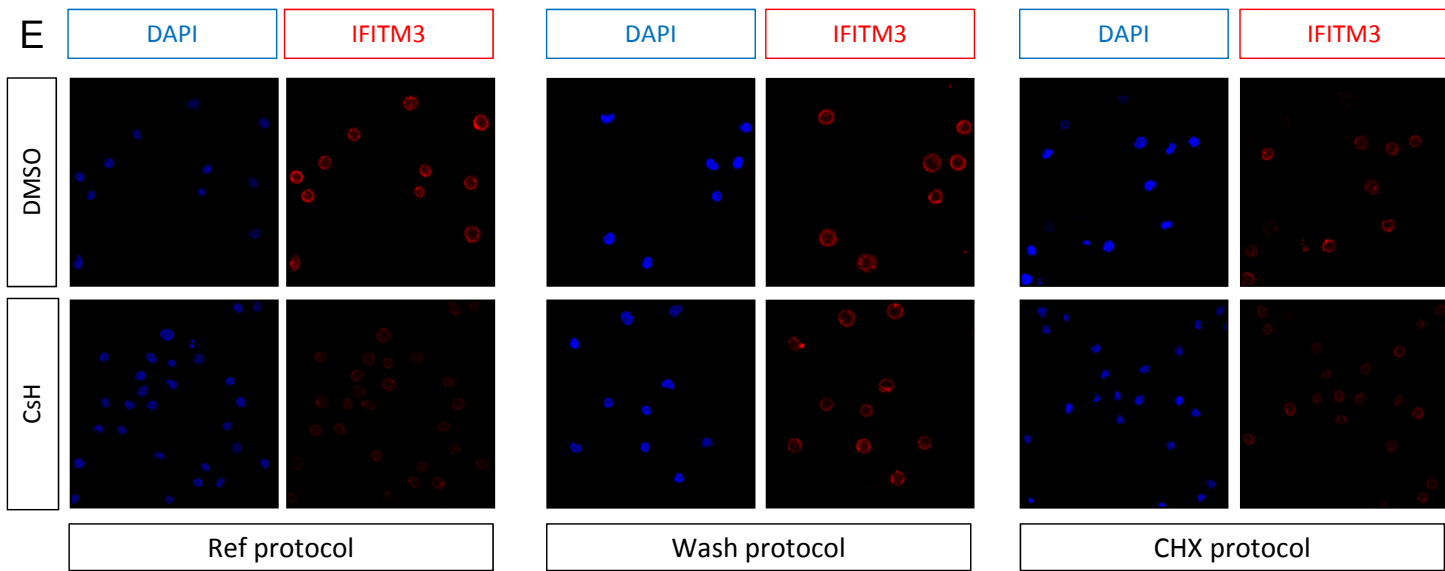 E
DAPI
IFITM3
DAPI
IFITM3
DAPI
IFITM3
DMSO
CsH
Ref protocol
Wash protocol
CHX protocol